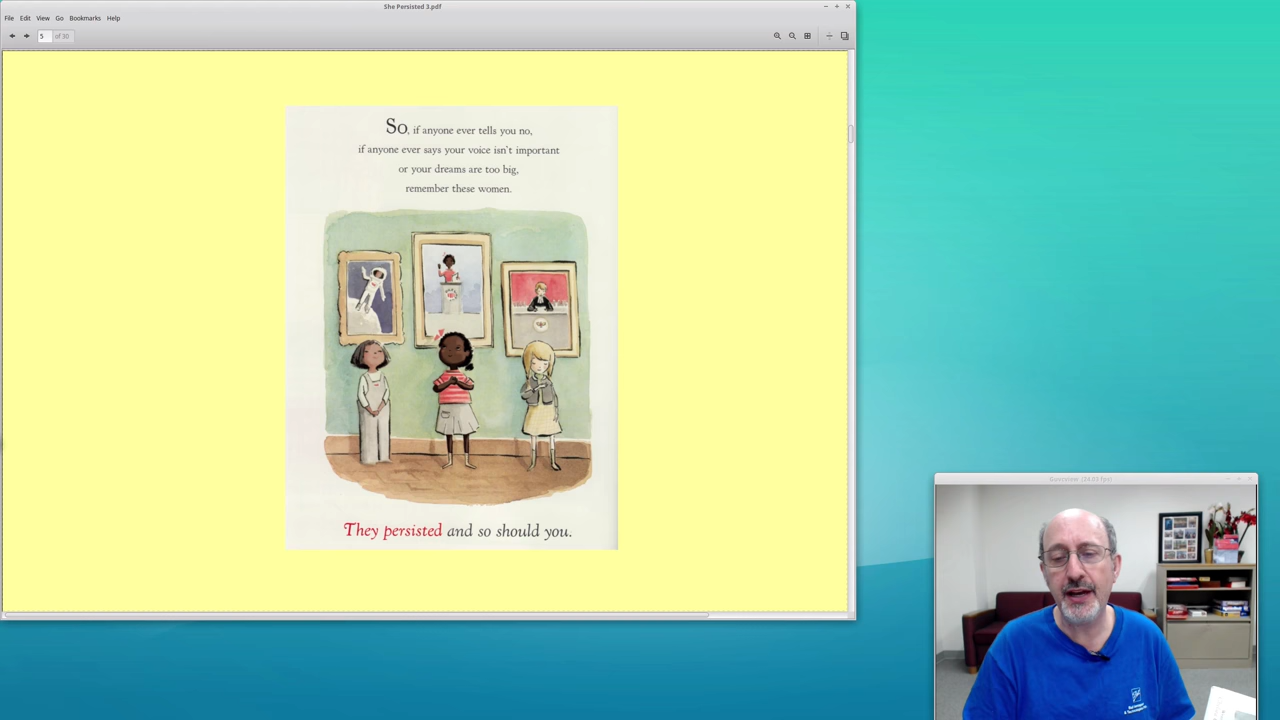 She Persisted 3.pdf
File Edit View Go Bookmarks Help
5 of 30
So, if anyone ever tells you no,
if anyone ever says your voice isn't important
or your dreams are too big,
remember these women.
They persisted and so should you.